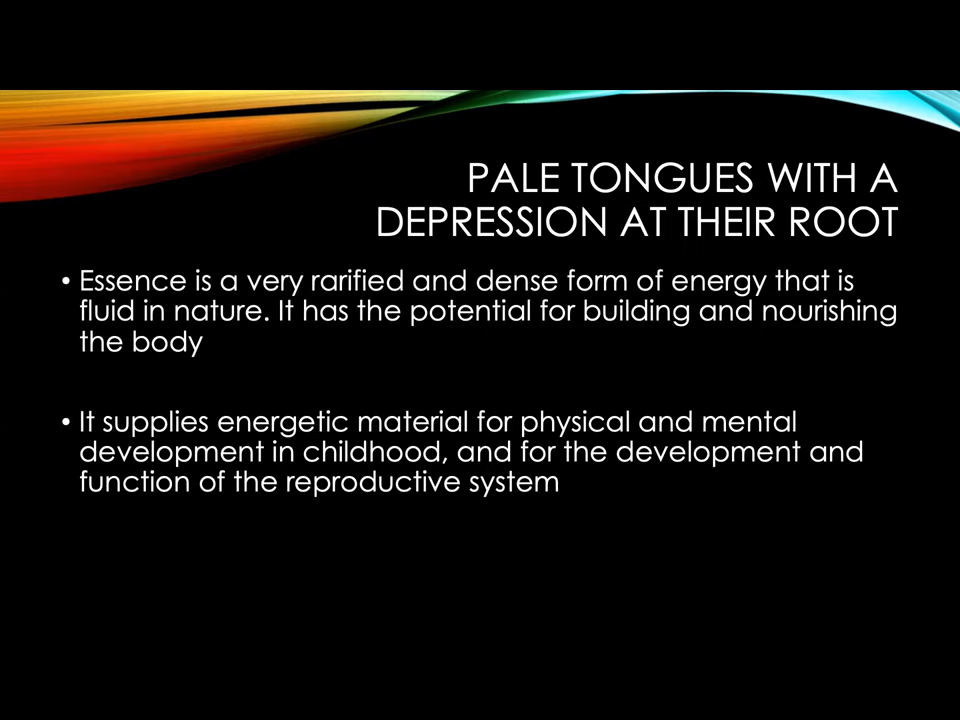 PALE TONGUES WITH A
DEPRESSION AT THEIR ROOT
• Essence is a very rarified and dense form of energy that is
fluid in nature. It has the potential for building and nourishing
the body
• It supplies energetic material for physical and mental
development in childhood, and for the development and
function of the reproductive system